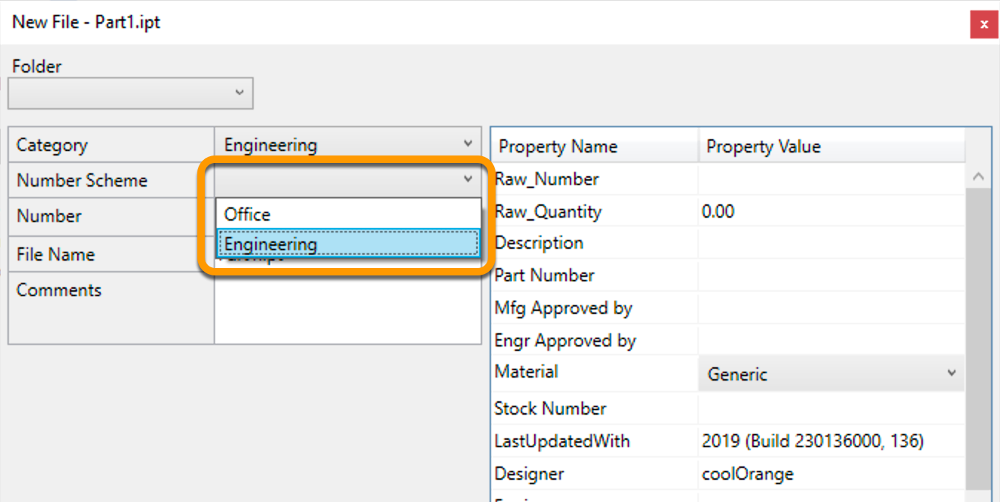 New File - Part1.ipt
x
Folder
Category Engineering
Number Scheme
Number
Office
Engineering
File Name
Comments
Property Name Property Value
Raw_Number
Raw_Quantity 0.00
Description
Part Number
Mfg Approved by
Engr Approved by
Material Generic
Stock Number
LastUpdatedWith 2019 (Build 230136000, 136)
Designer coolOrange